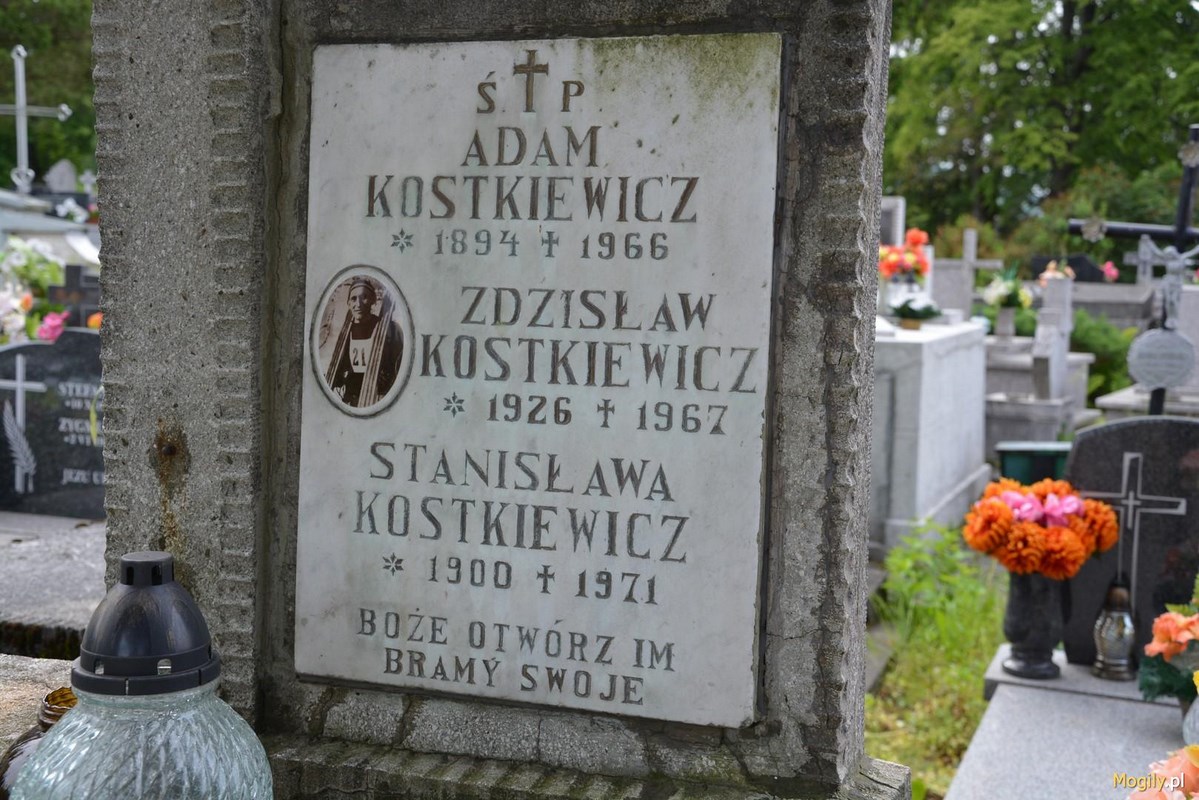 Ś P
ADAM
KOSTKIEWICZ
1894 1966
21
ZDZISŁAW
KOSTKIEWICZ
1926 1967
STANISŁAWA
KOSTKIEWICZ
1900 1971
BOŻE OTWÓRZ IM
BRAMY SWOJE
Mogily.pl